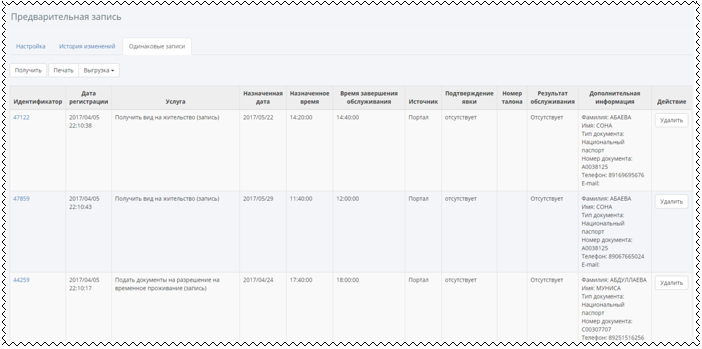 Предварительная запись
Настройка История изменений Одинаковые записи
Получить Печать Выгрузка
Идентификатор Дата регистрации Услуга Назначенная дата Назначенное время Время завершения обслуживания Источник Подтверждение явки Номер талона Результат обслуживания Дополнительная информация Действие
47122 2017/04/05 22:10:38 Получить вид на жительство (запись) 2017/05/22 14:20:00 14:40:00 Портал отсутствует Отсутствует Фамилия: АБАЕВА Удалить
Имя: СОНА
Тип документа:
Национальный
паспорт
Номер документа:
A0038125
Телефон: 89169695676
E-mail:
47859 2017/04/05 22:10:43 Получить вид на жительство (запись) 2017/05/29 11:40:00 12:00:00 Портал отсутствует Отсутствует Фамилия: АБАЕВА Удалить
Имя: СОНА
Тип документа:
Национальный
паспорт
Номер документа:
A0038125
Телефон: 89067665024
E-mail:
44259 2017/04/05 22:10:17 Подать документы на разрешение на временное проживание (запись) 2017/04/24 17:40:00 18:00:00 Портал отсутствует Отсутствует Фамилия: АБДУЛЛАЕВА Удалить
Имя: МУНИСА
Тип документа:
Национальный
паспорт
Номер документа:
C00307707
Телефон: 89251516256